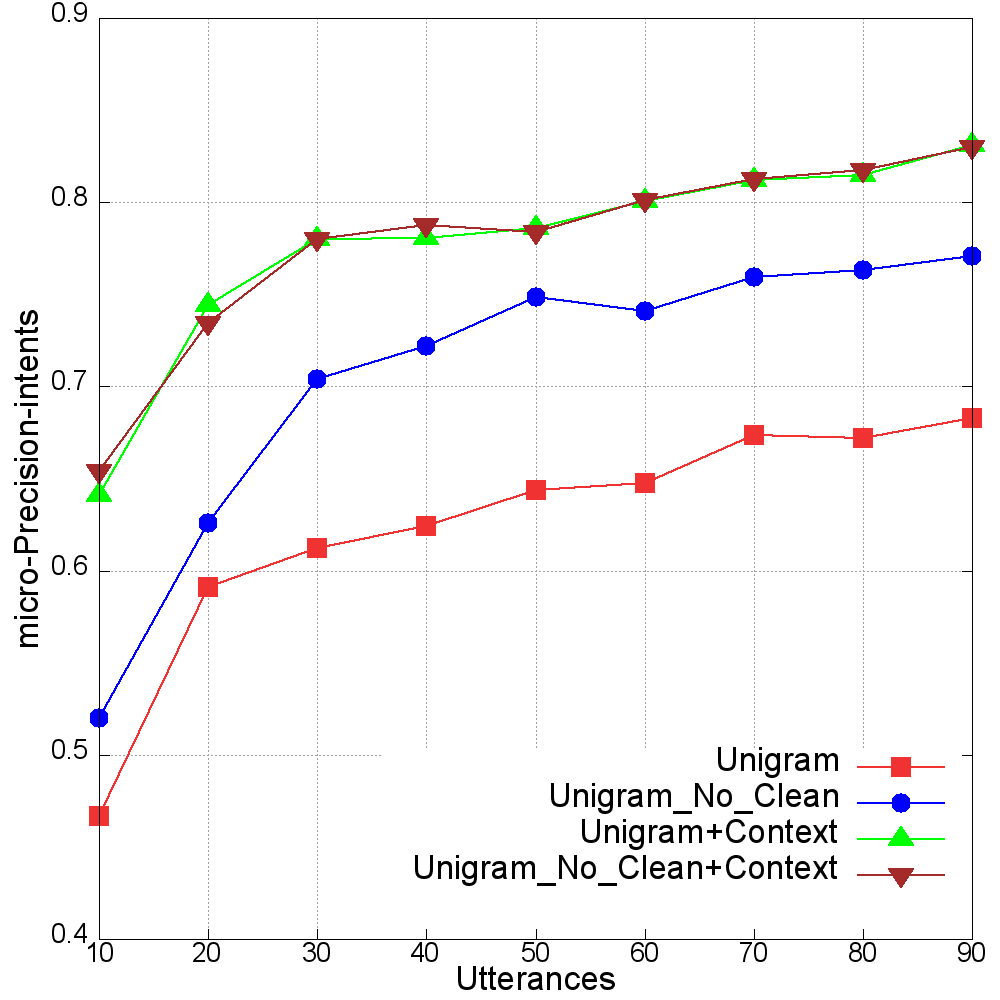 0.9
0.8
0.7
0.6
0.5
0.4
micro-Precision-intents
Unigram
Unigram_No_Clean
Unigram+Context
Unigram_No_Clean+Context
10 20 30 40 50 60 70 80 90
Utterances